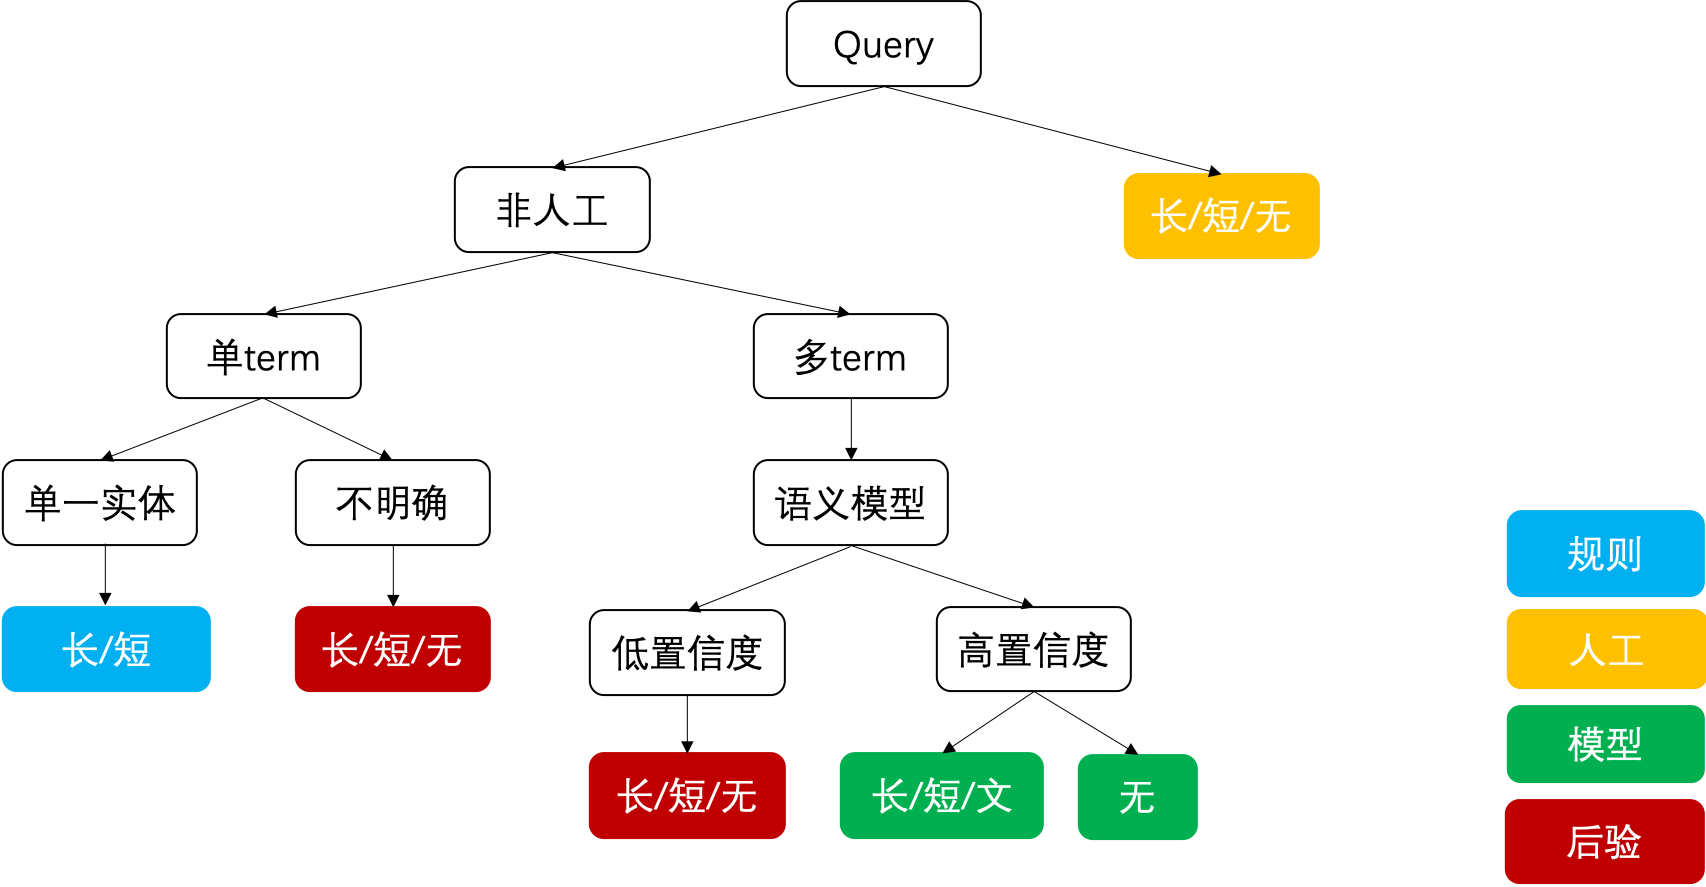 Query
非人工
长/短/无
单term
多term
单一实体
不明确
语义模型
规则
长/短
长/短/无
低置信度
高置信度
人工
模型
长/短/无
长/短/文
无
后验